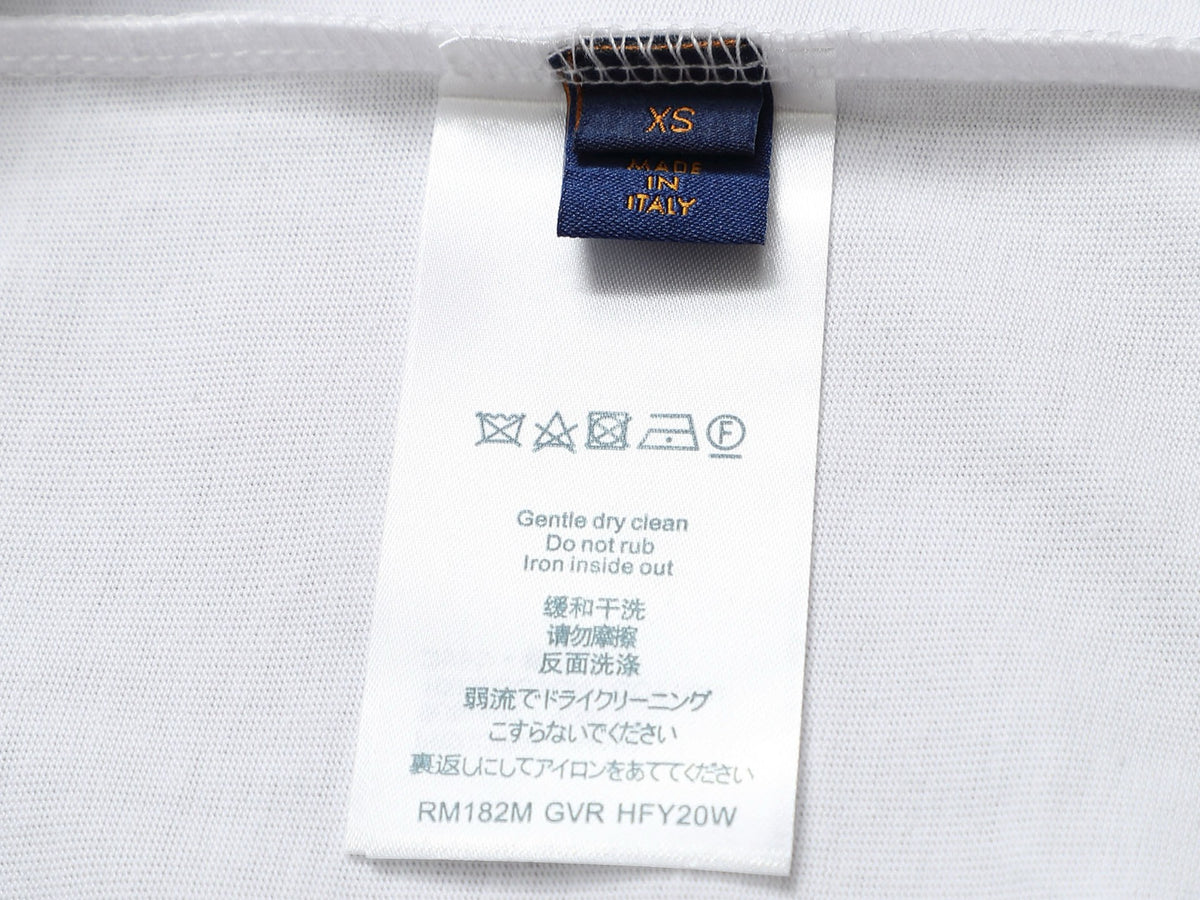 XS
MADE
IN
ITALY
F
Gentle dry clean
Do not rub
Iron inside out
缓和干洗
请勿摩擦
反面洗涤
弱流でドライクリーニング
こすらないでください
裏返しにしてアイロンをあててください
RM182M GVR HFY20W